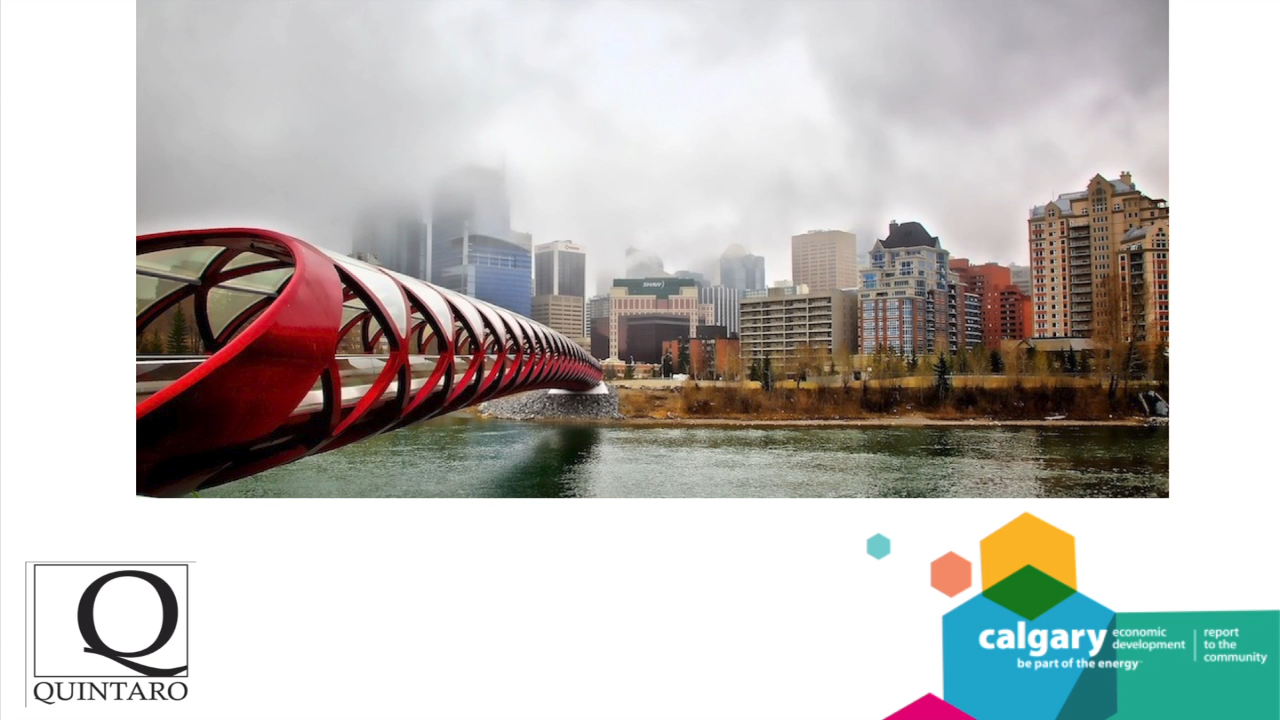 QUINTARO
calgary
economic
development
report
to the
community
be part of the energy